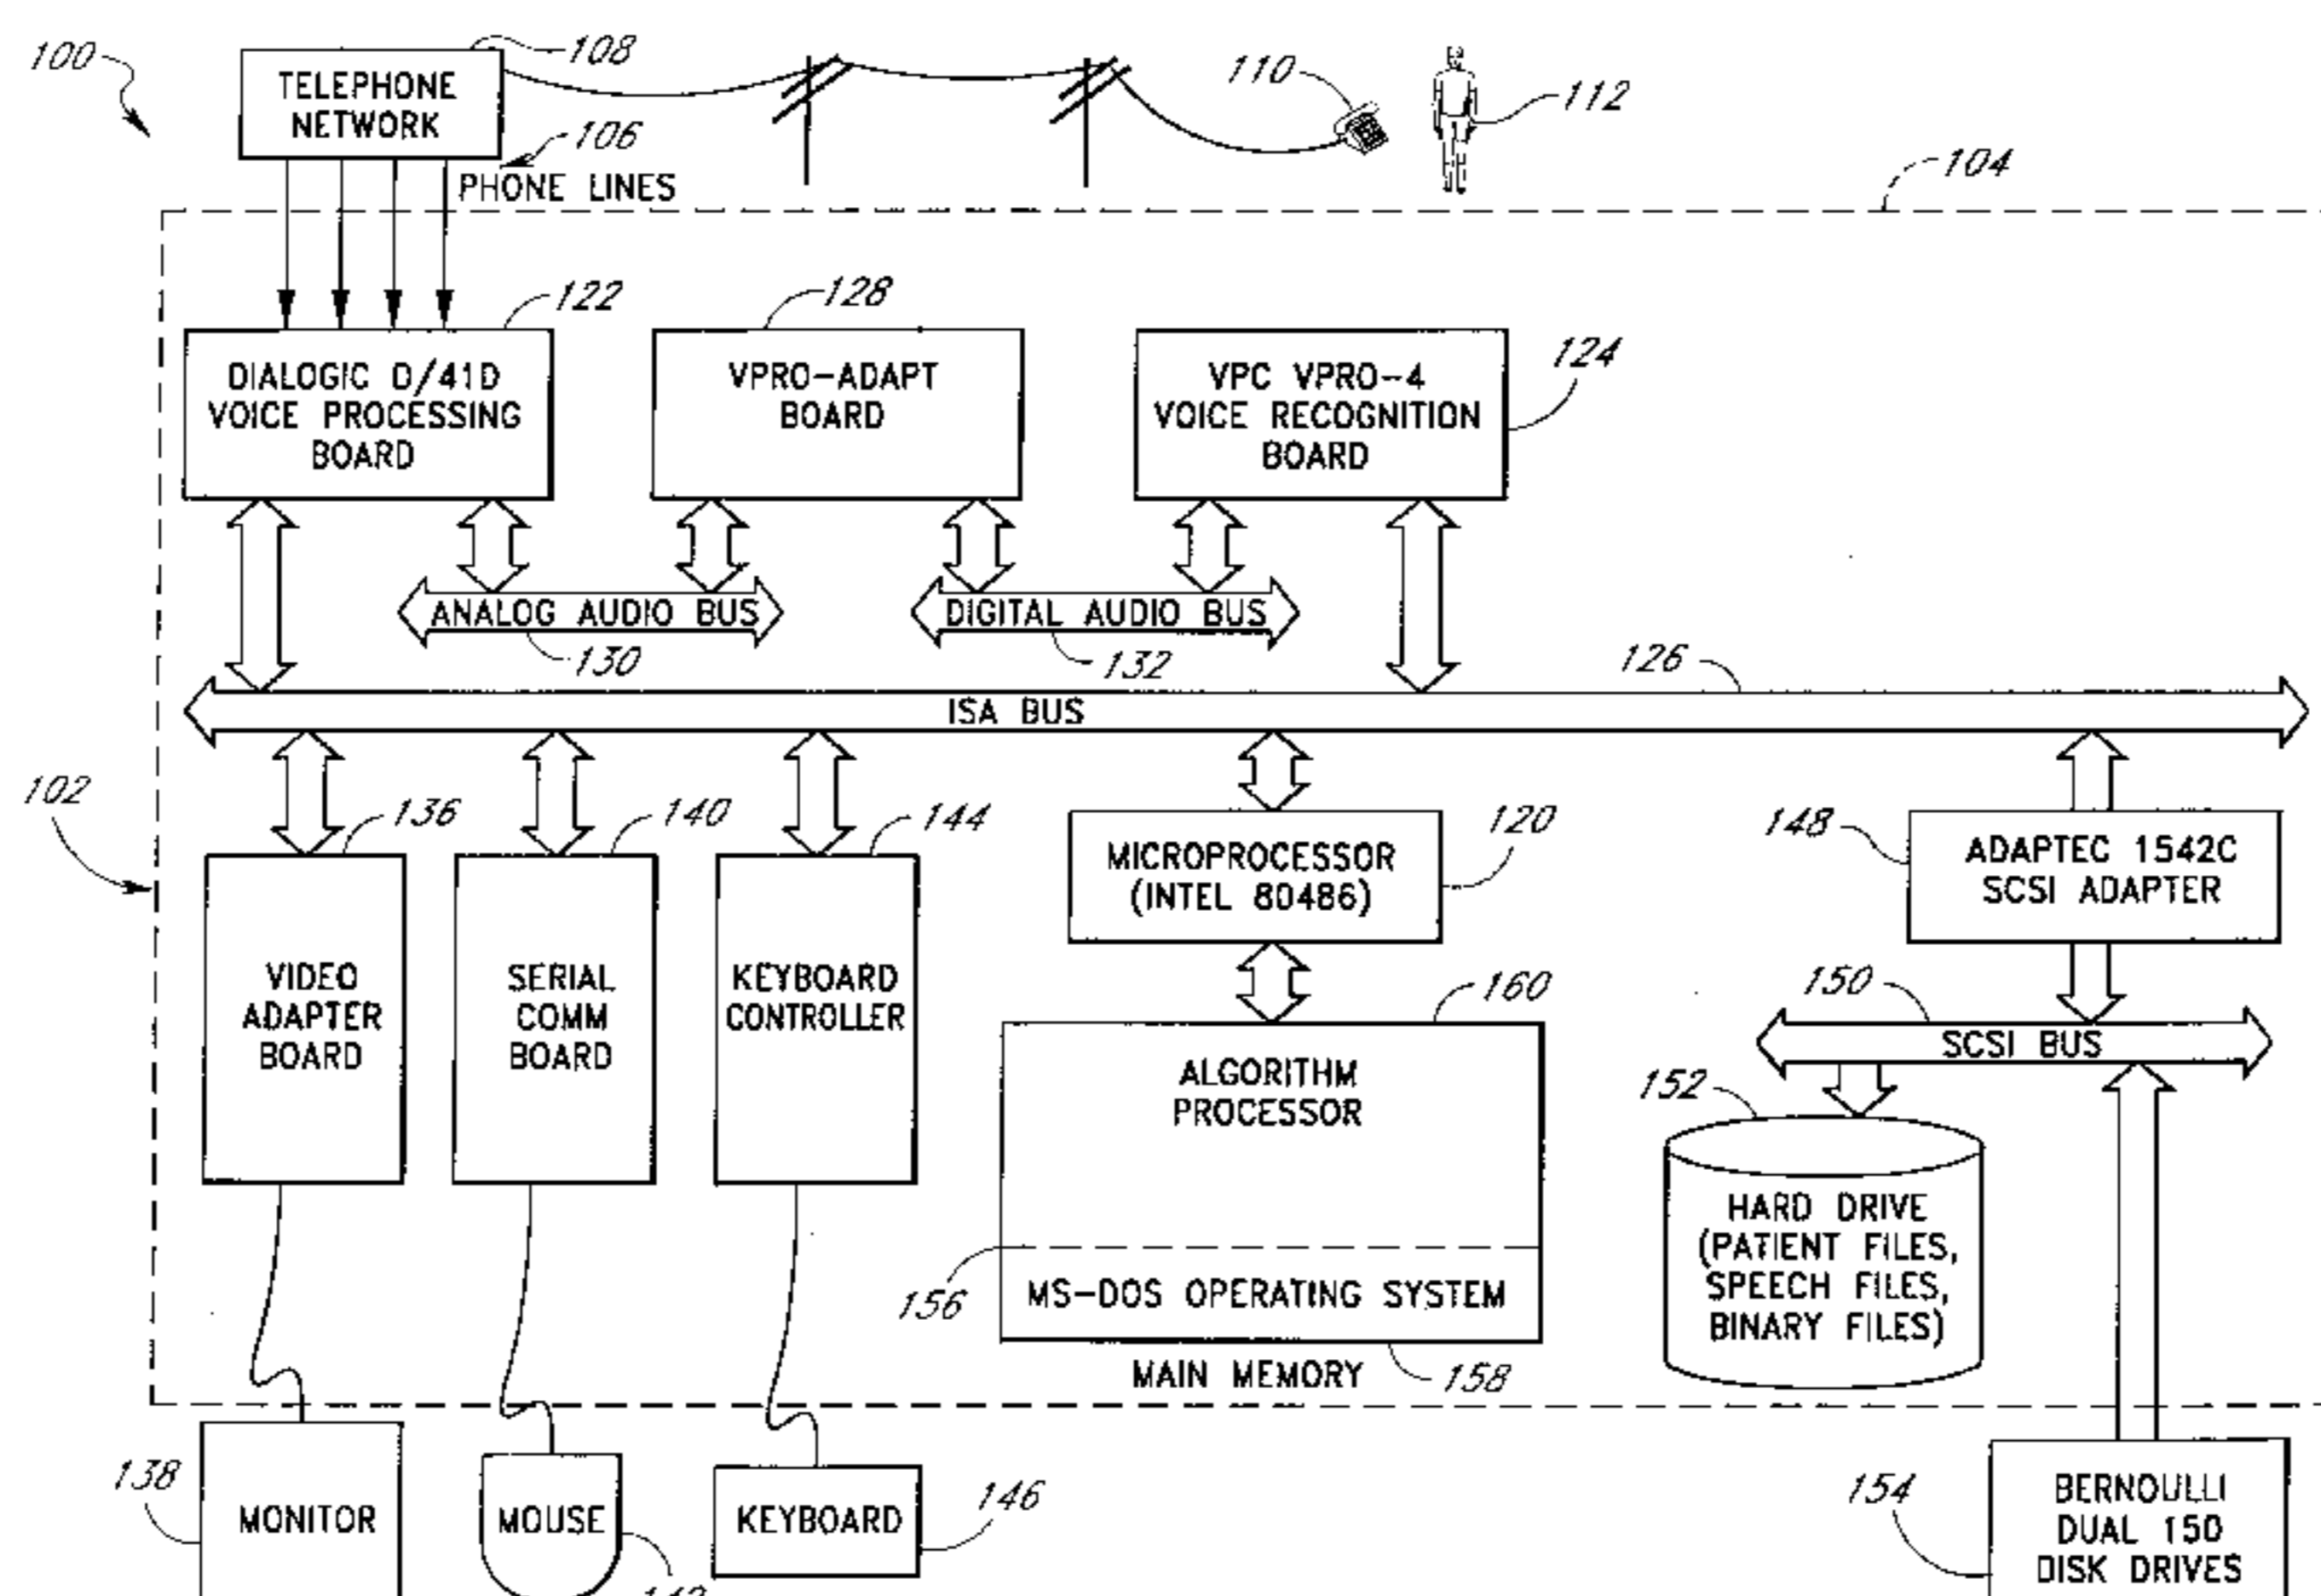 100
108
TELEPHONE
NETWORK
110
112
106
PHONE LINES
104
122
128
124
DIALOGIC D/41D
VOICE PROCESSING
BOARD
VPRO-ADAPT
BOARD
VPC VPRO-4
VOICE RECOGNITION
BOARD
ANALOG AUDIO BUS
DIGITAL AUDIO BUS
130
132
126
ISA BUS
102
136
140
144
120
148
MICROPROCESSOR
(INTEL 80486)
ADAPTEC 1542C
SCSI ADAPTER
VIDEO
ADAPTER
BOARD
SERIAL
COMM
BOARD
KEYBOARD
CONTROLLER
160
150
SCSI BUS
ALGORITHM
PROCESSOR
152
HARD DRIVE
(PATIENT FILES,
SPEECH FILES,
BINARY FILES)
156
MS-DOS OPERATING SYSTEM
MAIN MEMORY
158
138
MONITOR
MOUSE
KEYBOARD
146
154
BERNOULLI
DUAL 150
DISK DRIVES